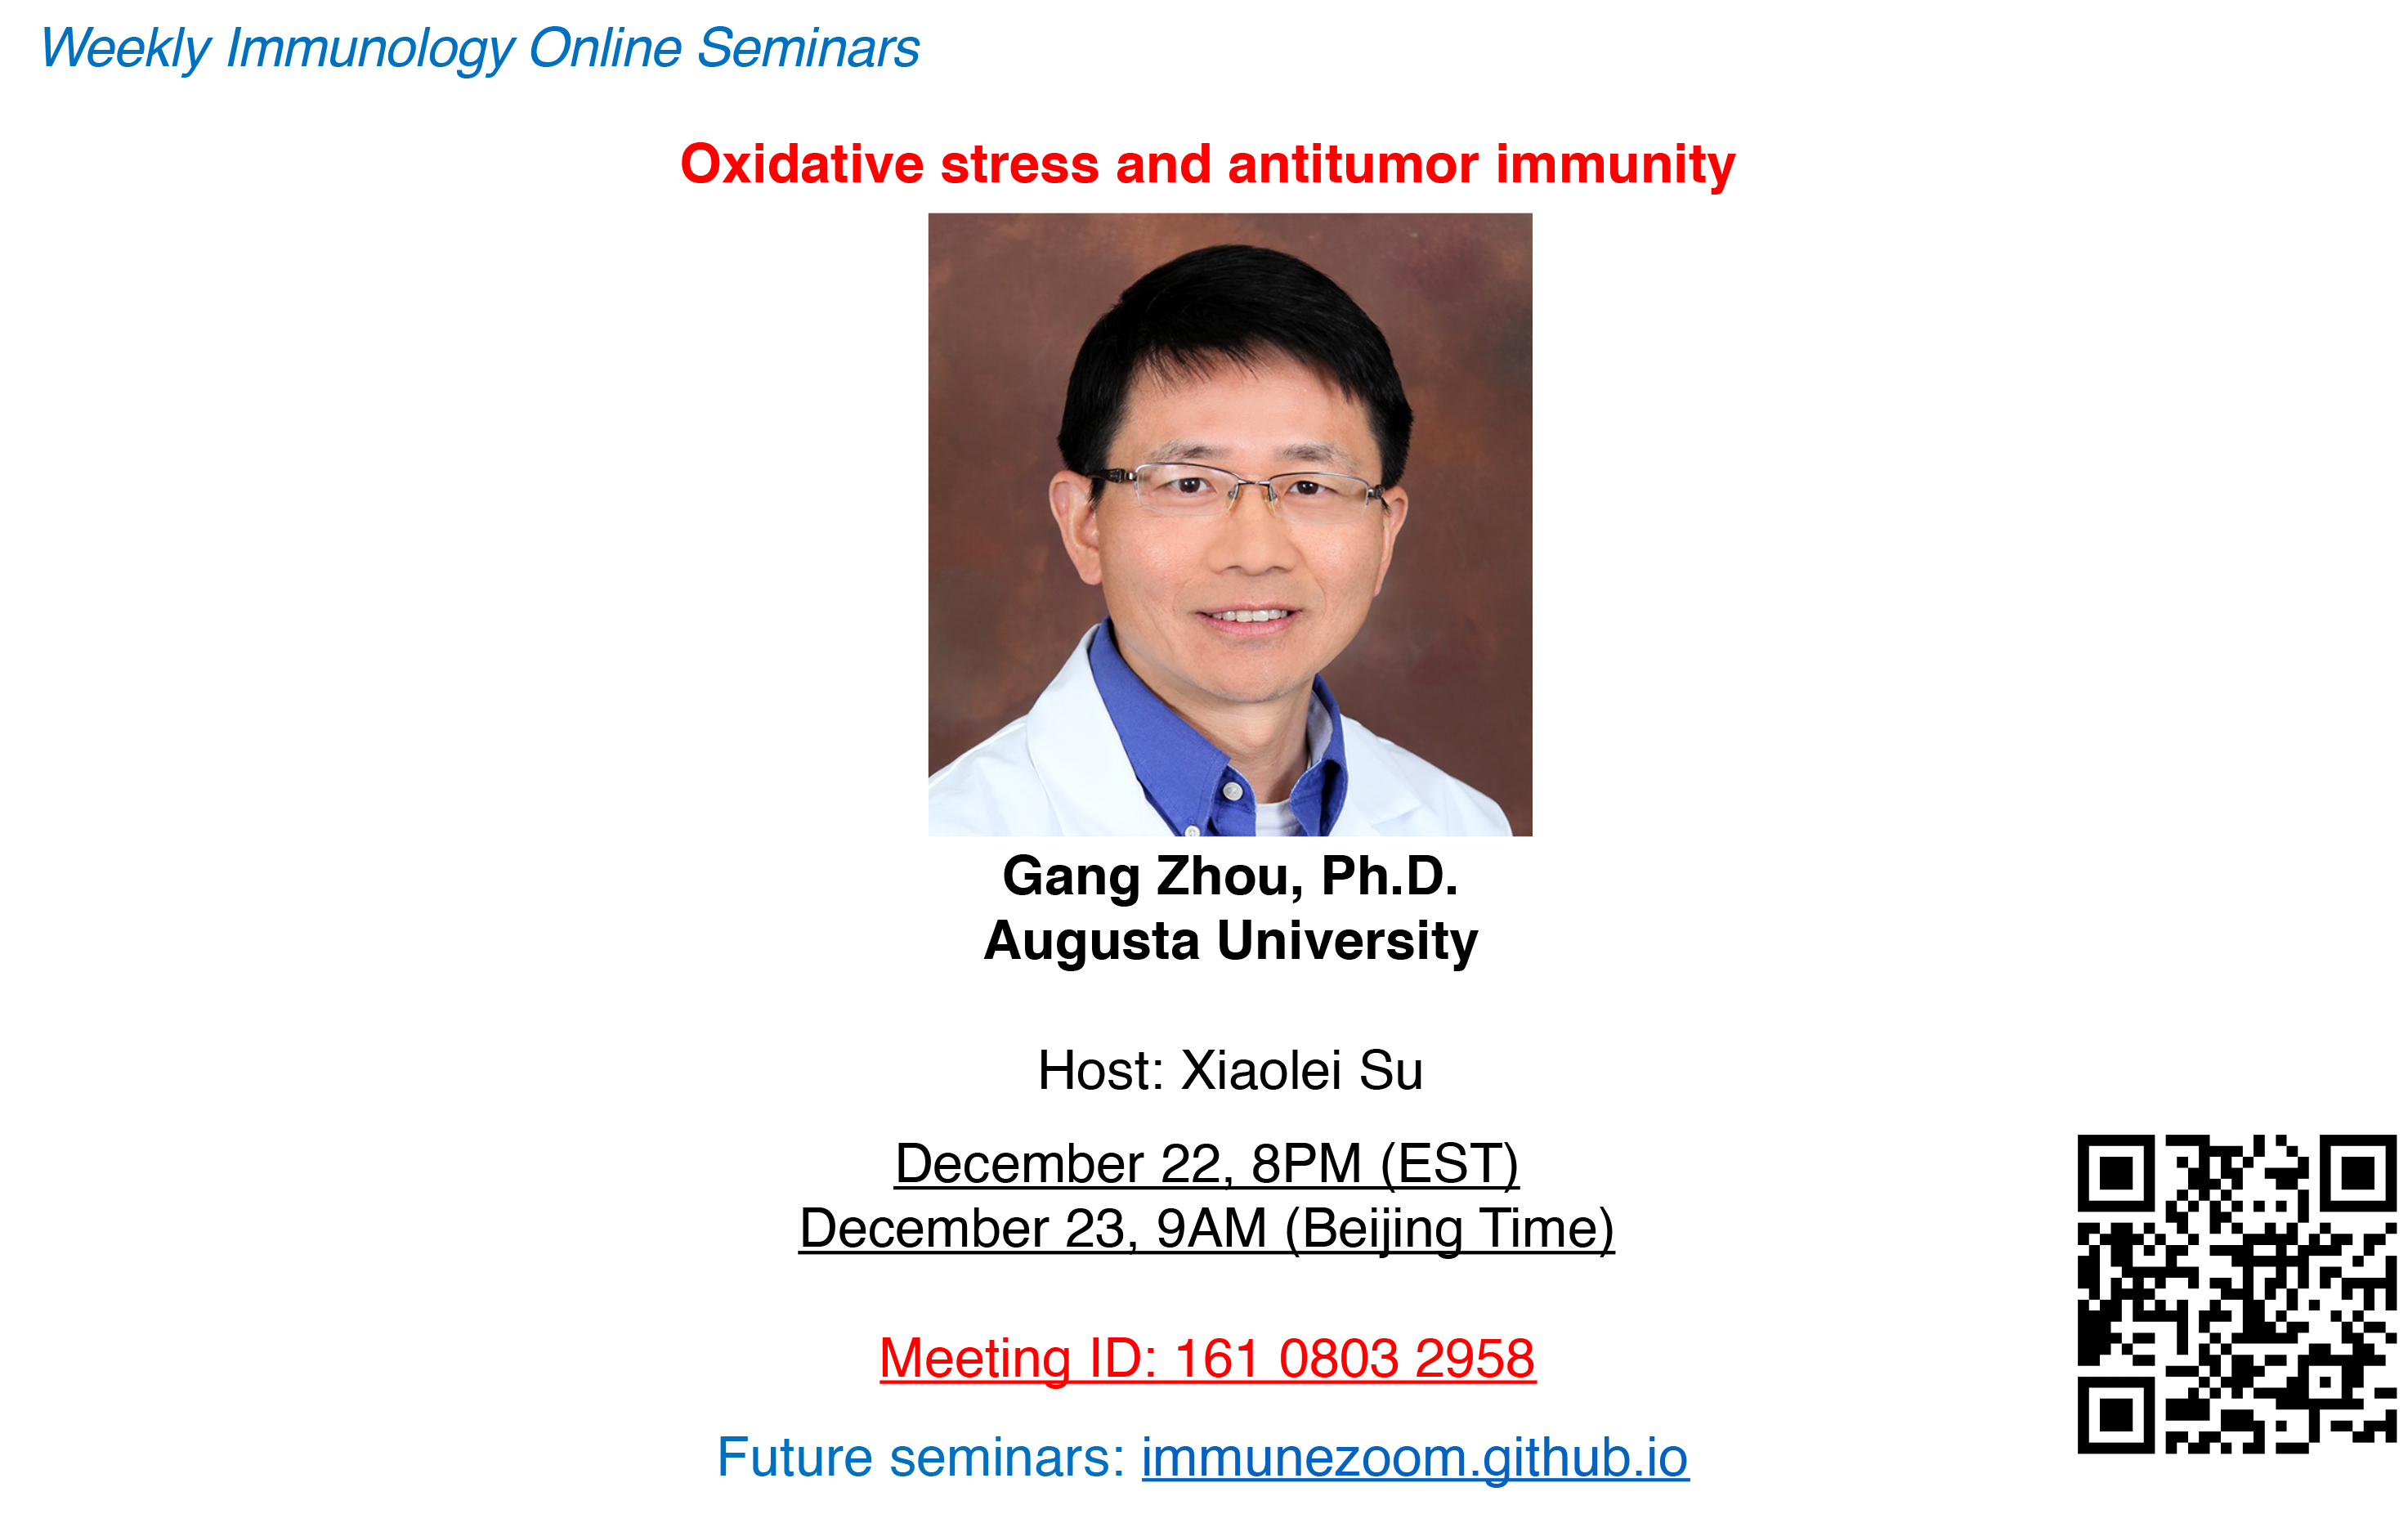 Weekly Immunology Online Seminars
Oxidative stress and antitumor immunity
Gang Zhou, Ph.D.
Augusta University
Host: Xiaolei Su
December 22, 8PM (EST)
December 23, 9AM (Beijing Time)
Meeting ID: 161 0803 2958
Future seminars: immunezoom.github.io